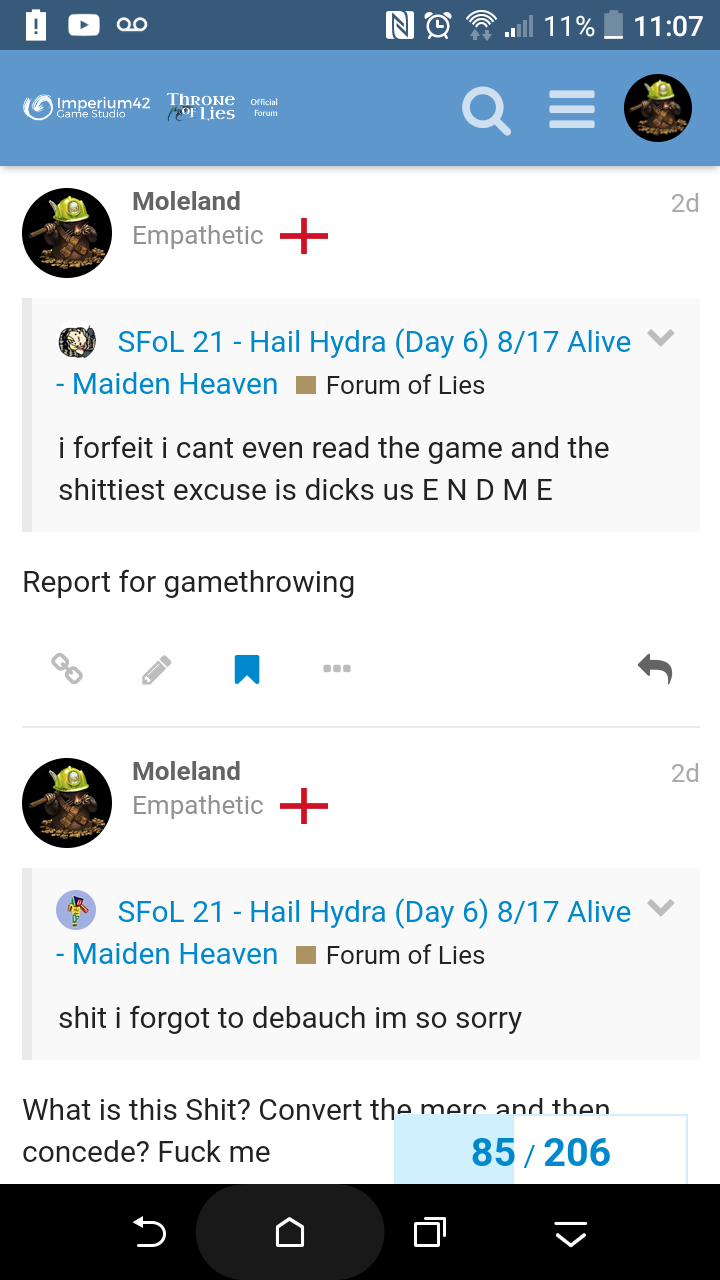 11% 11:07
Imperium42 Game Studio THRONE OF LIES Official Forum
Moleland 2d
Empathetic
SFoL 21 - Hail Hydra (Day 6) 8/17 Alive
- Maiden Heaven Forum of Lies
i forfeit i cant even read the game and the
shittiest excuse is dicks us E N D M E
Report for gamethrowing
Moleland 2d
Empathetic
SFoL 21 - Hail Hydra (Day 6) 8/17 Alive
- Maiden Heaven Forum of Lies
shit i forgot to debauch im so sorry
What is this Shit? Convert the merc and then
concede? Fuck me
85 / 206